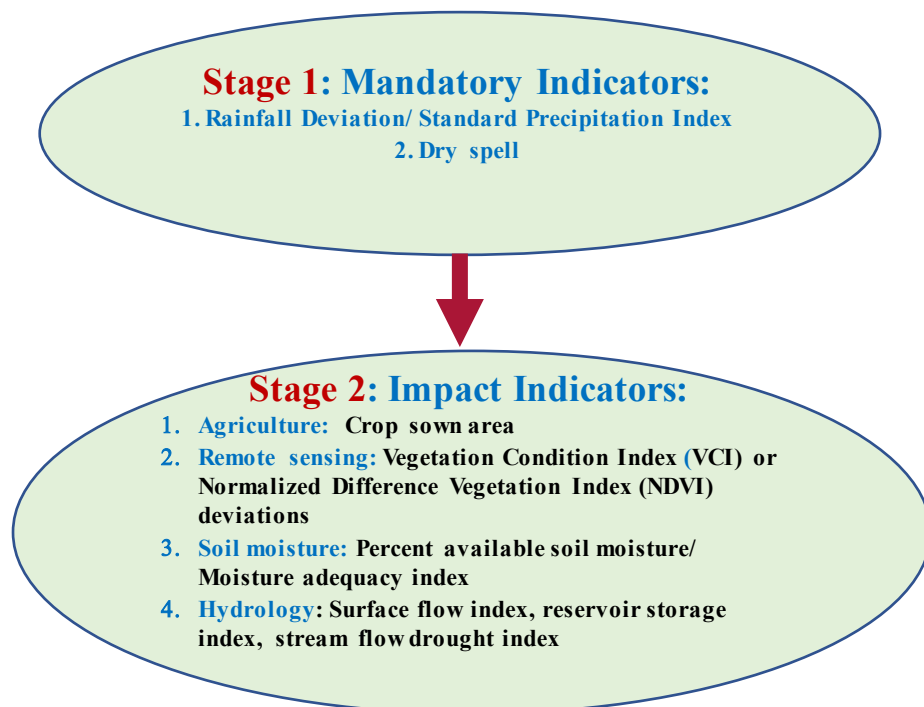 Stage 1: Mandatory Indicators:
1. Rainfall Deviation/ Standard Precipitation Index
2. Dry spell
Stage 2: Impact Indicators:
1. Agriculture: Crop sown area
2. Remote sensing: Vegetation Condition Index (VCI) or
Normalized Difference Vegetation Index (NDVI)
deviations
3. Soil moisture: Percent available soil moisture/
Moisture adequacy index
4. Hydrology: Surface flow index, reservoir storage
index, stream flow drought index